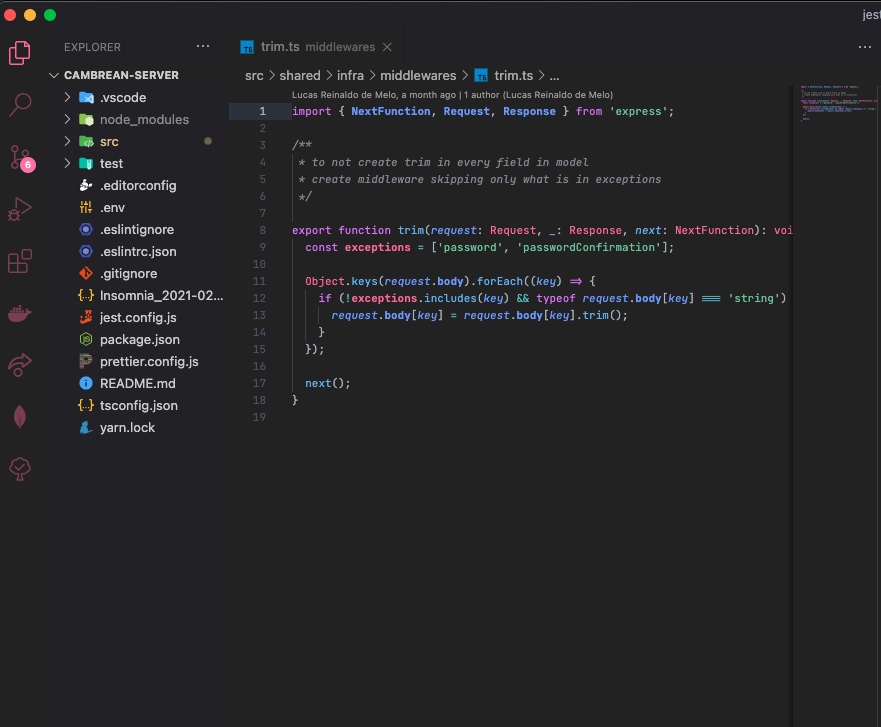 jest
EXPLORER
...
trim.ts middlewares
...
CAMBREAN-SERVER
src > shared > infra > middlewares > TS trim.ts > ...
.vscode
node_modules
src
test
.editorconfig
.env
.eslintignore
.eslintrc.json
.gitignore
Insomnia_2021-02...
jest.config.js
package.json
prettier.config.js
README.md
tsconfig.json
yarn.lock
6
Lucas Reinaldo de Melo, a month ago | 1 author (Lucas Reinaldo de Melo)
1 import { NextFunction, Request, Response } from 'express';
2
3 /**
4 * to not create trim in every field in model
5 * create middleware skipping only what is in exceptions
6 */
7
8 export function trim(request: Request, _: Response, next: NextFunction): voi
9 const exceptions = ['password', 'passwordConfirmation'];
10
11 Object.keys(request.body).forEach((key) => {
12 if (!exceptions.includes(key) && typeof request.body[key] === 'string')
13 request.body[key] = request.body[key].trim();
14 }
15 });
16
17 next();
18 }
19